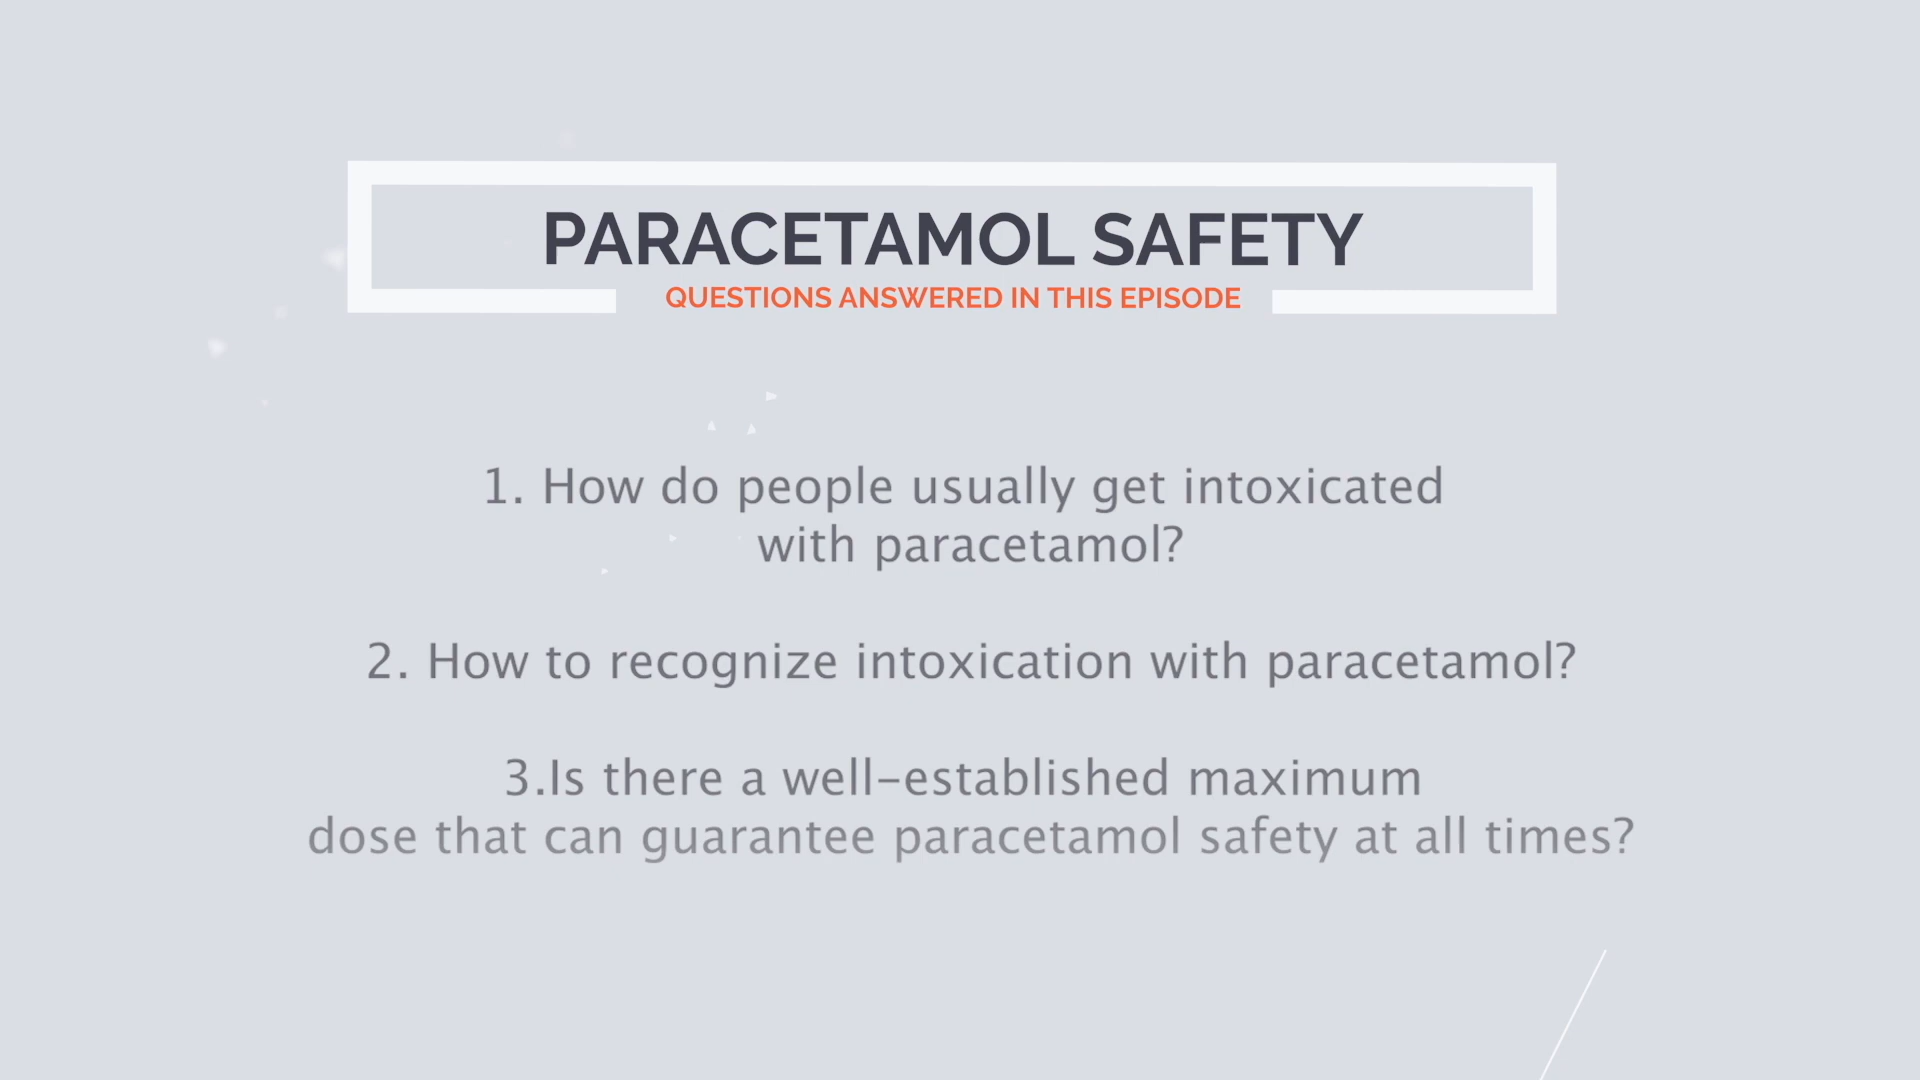 PARACETAMOL SAFETY
QUESTIONS ANSWERED IN THIS EPISODE
1. How do people usually get intoxicated
with paracetamol?
2. How to recognize intoxication with paracetamol?
3.Is there a well-established maximum
dose that can guarantee paracetamol safety at all times?